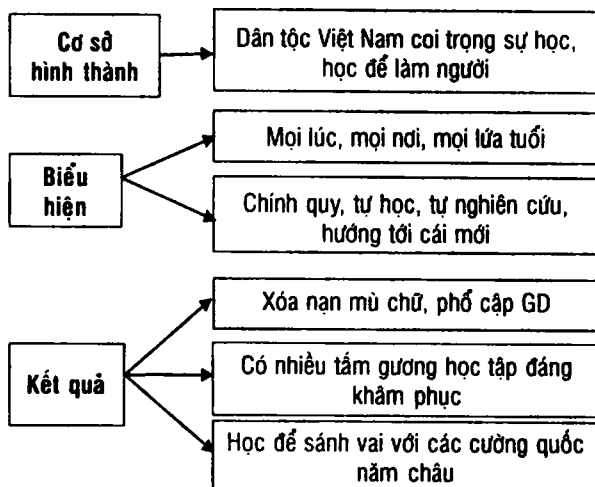 Cơ sở
hình thành
Dân tộc Việt Nam coi trọng sự học,
học để làm người
Biểu
hiện
Mọi lúc, mọi nơi, mọi lứa tuổi
Chính quy, tự học, tự nghiên cứu,
hướng tới cái mới
Kết quả
Xóa nạn mù chữ, phổ cập GD
Có nhiều tấm gương học tập đáng
khâm phục
Học để sánh vai với các cường quốc
năm châu